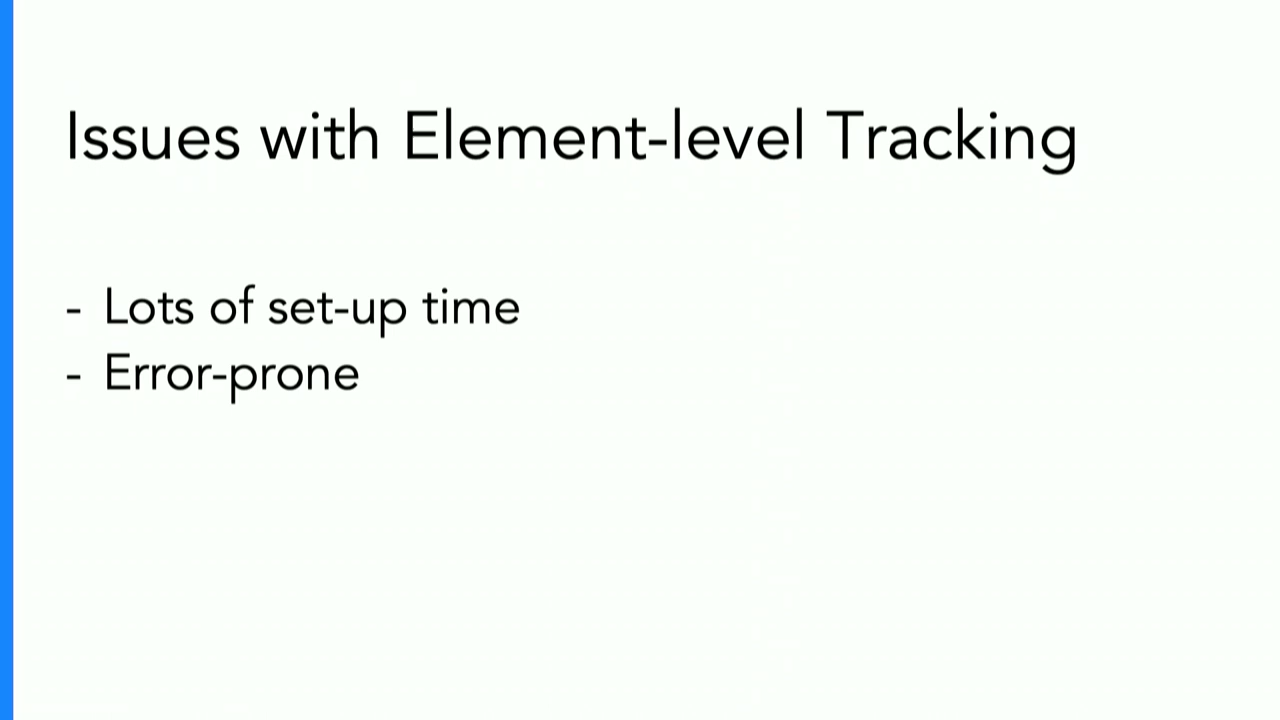 Issues with Element-level Tracking
- Lots of set-up time
- Error-prone